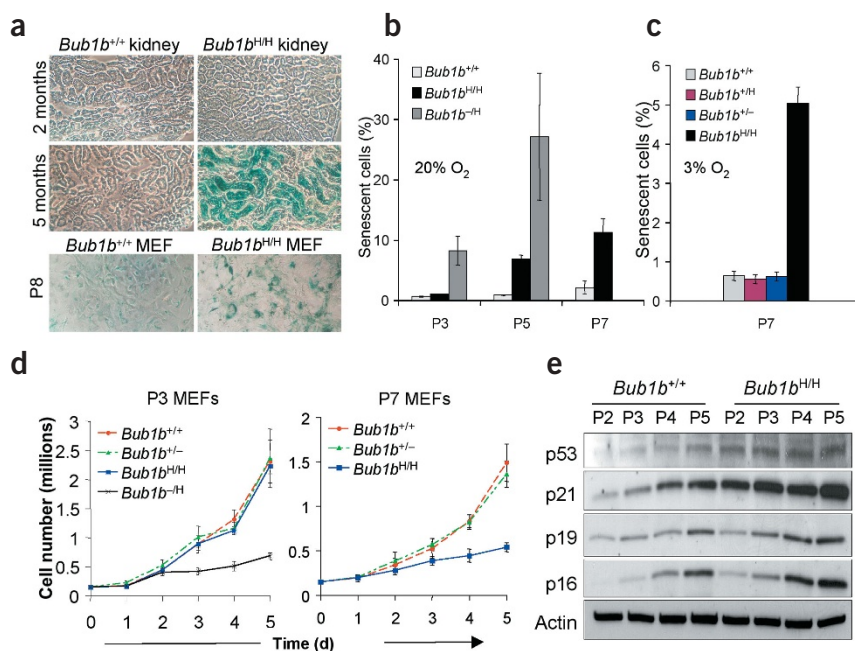 a
Bub1b+/+ kidney
Bub1bH/H kidney
2 months
5 months
Bub1b+/+ MEF
Bub1bH/H MEF
P8
b
Senescent cells (%)
50
40
30
20
10
0
Bub1b+/+
Bub1bH/H
Bub1b–/H
20% O2
P3 P5 P7
c
Senescent cells (%)
6
5
4
3
2
1
0
Bub1b+/+
Bub1b+/H
Bub1b+/–
Bub1bH/H
3% O2
P7
d
P3 MEFs
Cell number (millions)
3
2.5
2
1.5
1
0.5
0
Bub1b+/+
Bub1b+/–
Bub1bH/H
Bub1b–/H
0 1 2 3 4 5
P7 MEFs
2
1.5
1
0.5
0
Bub1b+/+
Bub1b+/–
Bub1bH/H
0 1 2 3 4 5
Time (d)
e
Bub1b+/+ Bub1bH/H
P2 P3 P4 P5 P2 P3 P4 P5
p53
p21
p19
p16
Actin